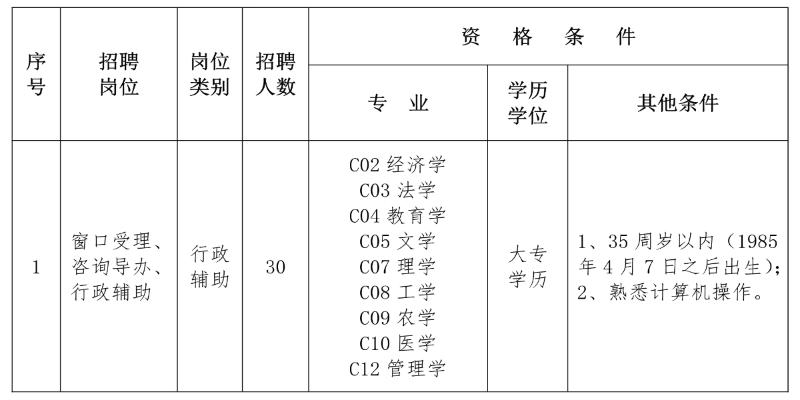 序号
招聘岗位
岗位类别
招聘人数
资 格 条 件
专 业
学历学位
其他条件
1
窗口受理、
咨询导办、
行政辅助
行政
辅助
30
C02 经济学
C03 法学
C04 教育学
C05 文学
C07 理学
C08 工学
C09 农学
C10 医学
C12 管理学
大专
学历
1、35 周岁以内（1985
年 4 月 7 日之后出生）；
2、熟悉计算机操作。